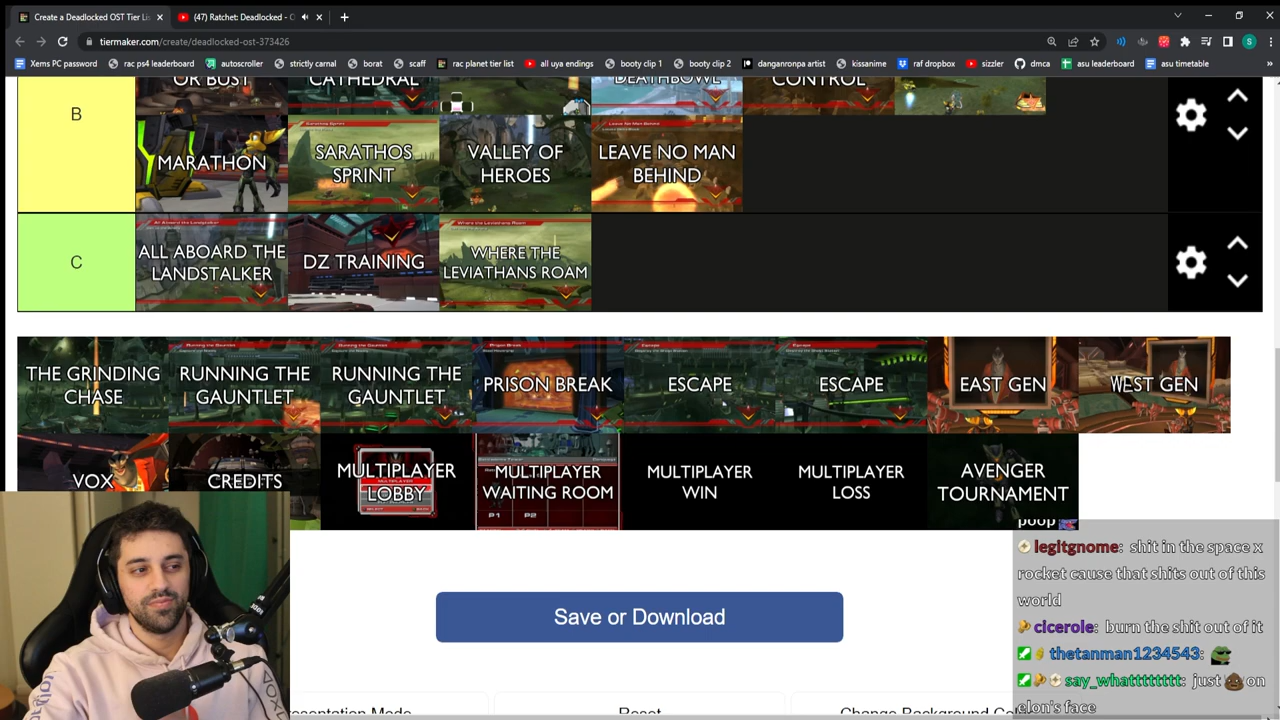 Create a Deadlocked OST Tier Lis
(47) Ratchet: Deadlocked - O
tiermaker.com/create/deadlocked-ost-373426
Xems PC password
rac ps4 leaderboard
autoscroller
strictly carnal
borat
scaff
rac planet tier list
all uya endings
booty clip 1
booty clip 2
danganronpa artist
kissanime
raf dropbox
sizzler
dmca
asu leaderboard
asu timetable
»
B
OR BUST
CATHEDRAL
DEATHBOWL
CONTROL
MARATHON
SARATHOS
SPRINT
VALLEY OF
HEROES
LEAVE NO MAN
BEHIND
C
ALL ABOARD THE
LANDSTALKER
DZ TRAINING
WHERE THE
LEVIATHANS ROAM
THE GRINDING
CHASE
RUNNING THE
GAUNTLET
RUNNING THE
GAUNTLET
PRISON BREAK
ESCAPE
ESCAPE
EAST GEN
WEST GEN
VOX
CREDITS
MULTIPLAYER
LOBBY
MULTIPLAYER
WAITING ROOM
P1 P2
MULTIPLAYER
WIN
MULTIPLAYER
LOSS
AVENGER
TOURNAMENT
Save or Download
Reset
poop
legitgnome: shit in the space x
rocket cause that shits out of this
world
cicerole: burn the shit out of it
thetanman1234543:
say_whatttttttt: just 💩 on
elon's face